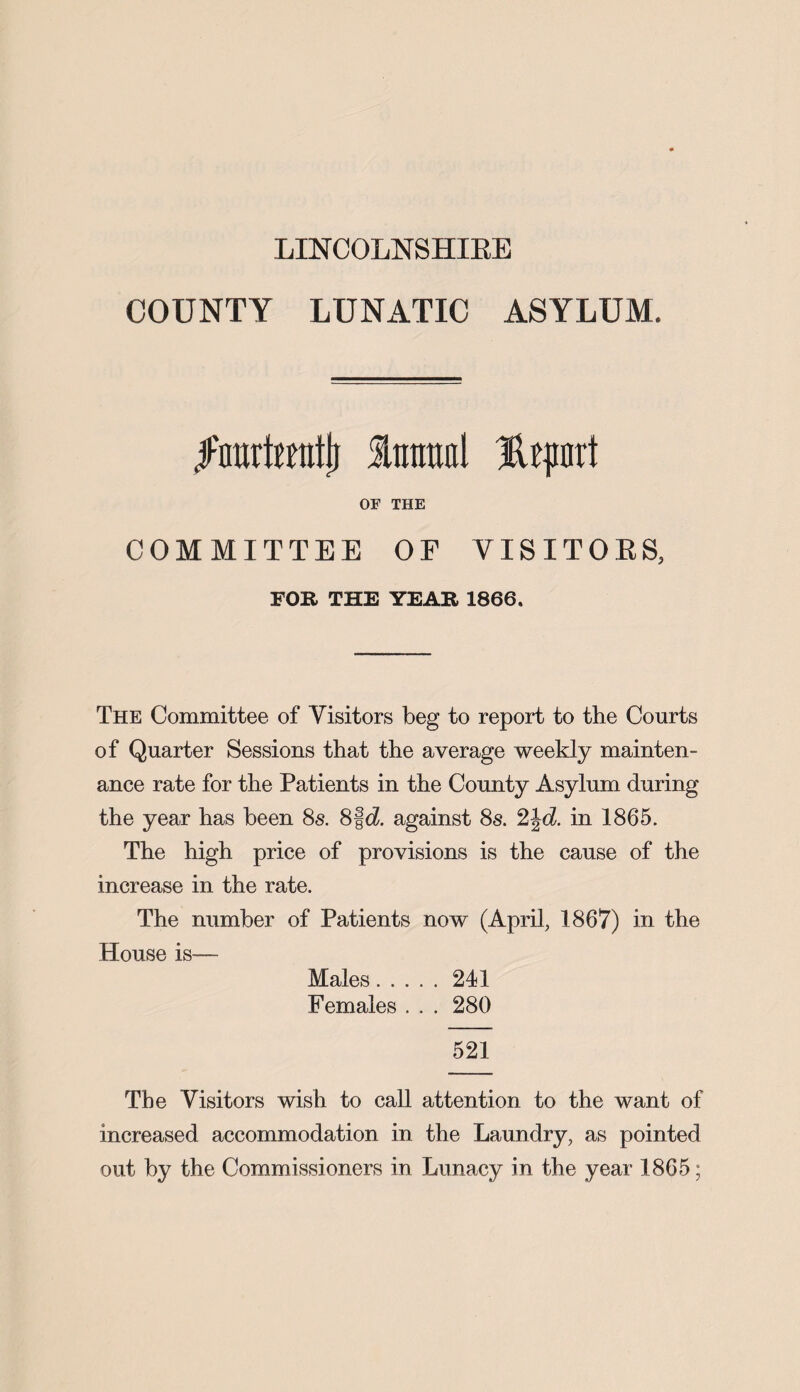 LINCOLNSHIRE
COUNTY LUNATIC ASYLUM.
Fourteenth Annual Report
OF THE
COMMITTEE OF VISITORS,
FOR THE YEAR 1866.
THE Committee of Visitors beg to report to the Courts
of Quarter Sessions that the average weekly mainten-
ance rate for the Patients in the County Asylum during
the year has been 8s. 8¾d. against 8s. 2½d. in 1865.
The high price of provisions is the cause of the
increase in the rate.
The number of Patients now (April, 1867) in the
House is—
Males . . . . . 241
Females . . . 280
521
The Visitors wish to call attention to the want of
increased accommodation in the Laundry, as pointed
out by the Commissioners in Lunacy in the year 1865;